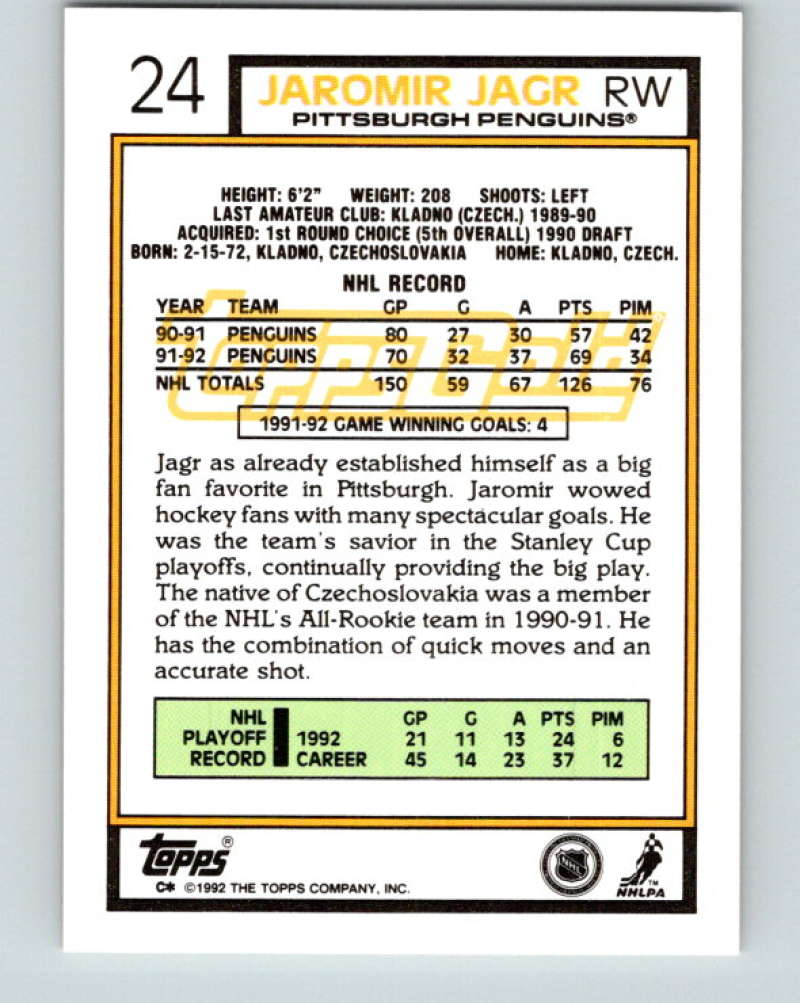 24 JAROMIR JAGR RW
PITTSBURGH PENGUINS®
HEIGHT: 6'2" WEIGHT: 208 SHOOTS: LEFT
LAST AMATEUR CLUB: KLADNO (CZECH.) 1989-90
ACQUIRED: 1st ROUND CHOICE (5th OVERALL) 1990 DRAFT
BORN: 2-15-72, KLADNO, CZECHOSLOVAKIA HOME: KLADNO, CZECH.
NHL RECORD
YEAR TEAM GP G A PTS PIM
90-91 PENGUINS 80 27 30 57 42
91-92 PENGUINS 70 32 37 69 34
NHL TOTALS 150 59 67 126 76
Topps Gold®
1991-92 GAME WINNING GOALS: 4
Jagr as already established himself as a big
fan favorite in Pittsburgh. Jaromir wowed
hockey fans with many spectacular goals. He
was the team's savior in the Stanley Cup
playoffs, continually providing the big play.
The native of Czechoslovakia was a member
of the NHL's All-Rookie team in 1990-91. He
has the combination of quick moves and an
accurate shot.
NHL GP G A PTS PIM
PLAYOFF 1992 21 11 13 24 6
RECORD CAREER 45 14 23 37 12
TOPPS®
C* ©1992 THE TOPPS COMPANY, INC.
NHL
™
NHLPA